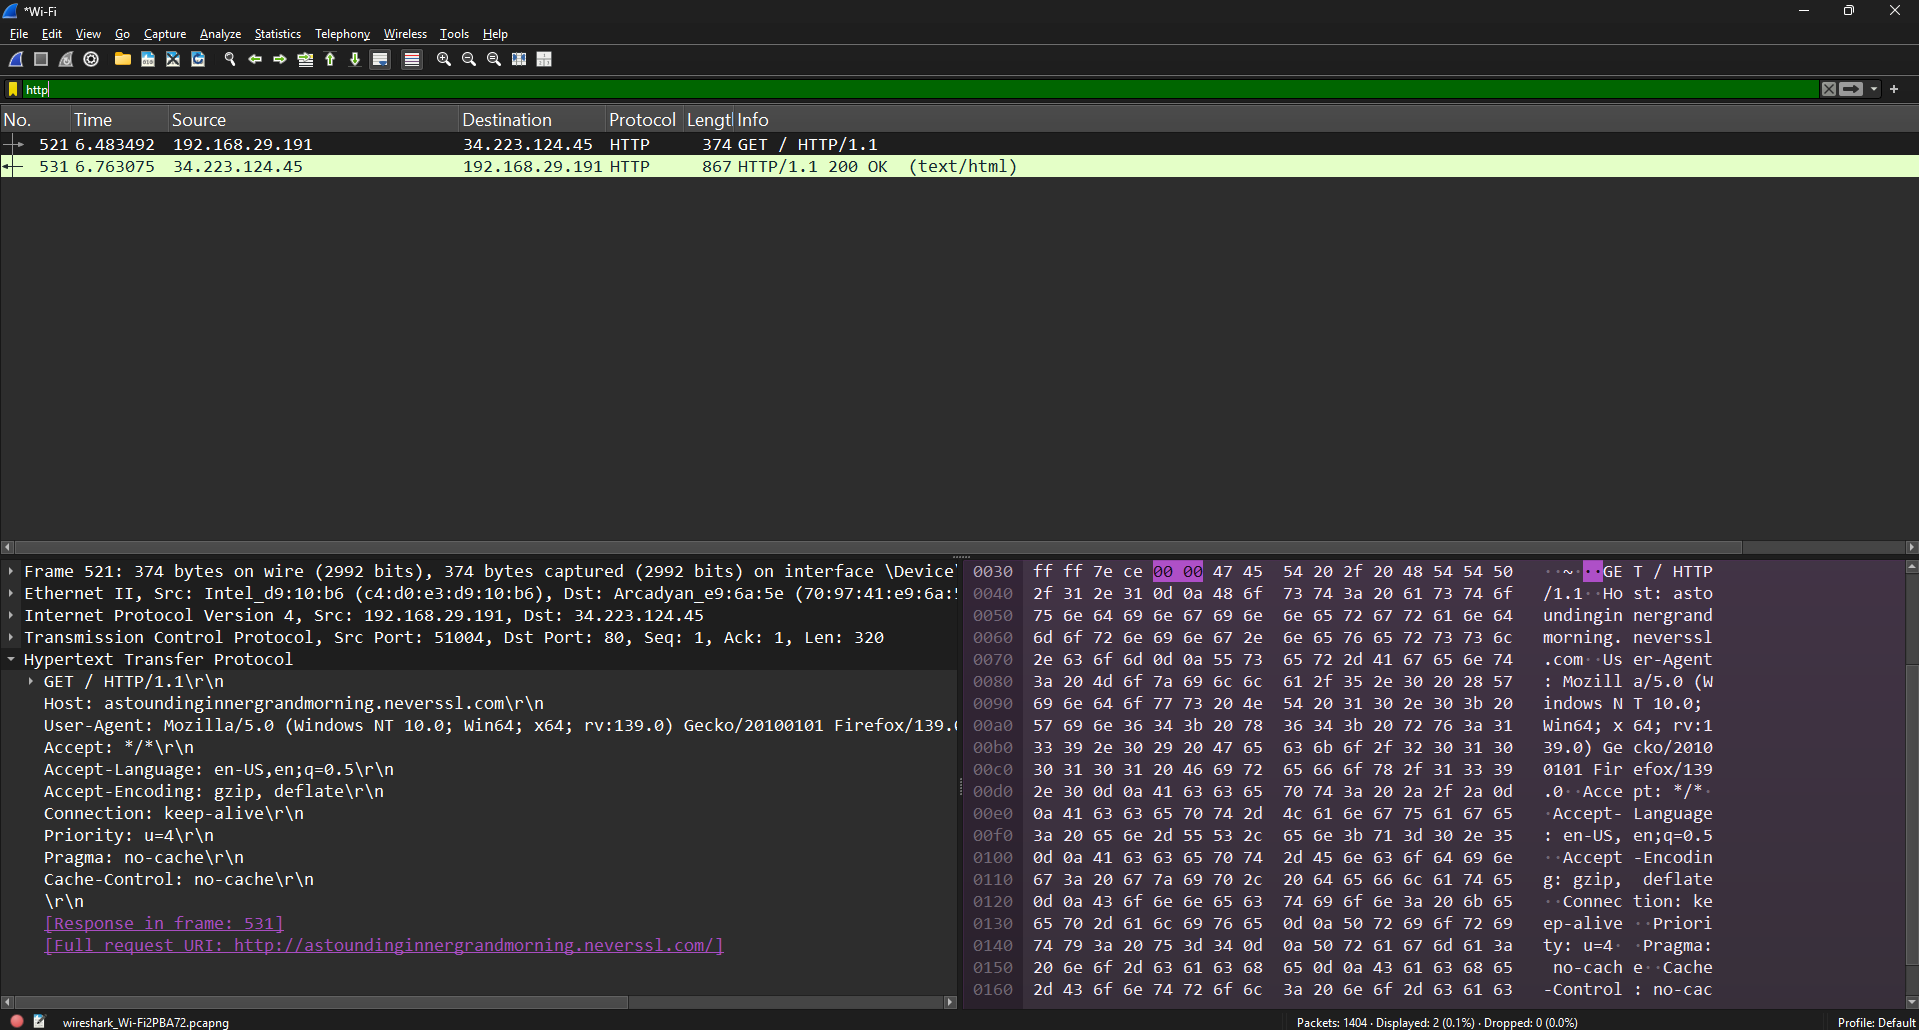 *Wi-Fi
File Edit View Go Capture Analyze Statistics Telephony Wireless Tools Help
http
No. Time Source Destination Protocol Lengtl Info
521 6.483492 192.168.29.191 34.223.124.45 HTTP 374 GET / HTTP/1.1
531 6.763075 34.223.124.45 192.168.29.191 HTTP 867 HTTP/1.1 200 OK (text/html)
Frame 521: 374 bytes on wire (2992 bits), 374 bytes captured (2992 bits) on interface \Device\
Ethernet II, Src: Intel_d9:10:b6 (c4:d0:e3:d9:10:b6), Dst: Arcadyan_e9:6a:5e (70:97:41:e9:6a:5
Internet Protocol Version 4, Src: 192.168.29.191, Dst: 34.223.124.45
Transmission Control Protocol, Src Port: 51004, Dst Port: 80, Seq: 1, Ack: 1, Len: 320
Hypertext Transfer Protocol
GET / HTTP/1.1\r\n
Host: astoundinginnergrandmorning.neverssl.com\r\n
User-Agent: Mozilla/5.0 (Windows NT 10.0; Win64; x64; rv:139.0) Gecko/20100101 Firefox/139.0
Accept: */*\r\n
Accept-Language: en-US,en;q=0.5\r\n
Accept-Encoding: gzip, deflate\r\n
Connection: keep-alive\r\n
Priority: u=4\r\n
Pragma: no-cache\r\n
Cache-Control: no-cache\r\n
\r\n
[Response in frame: 531]
[Full request URI: http://astoundinginnergrandmorning.neverssl.com/]
0030 ff ff 7e ce 00 00 47 45 54 20 2f 20 48 54 54 50 ··~···GE T / HTTP
0040 2f 31 2e 31 0d 0a 48 6f 73 74 3a 20 61 73 74 6f /1.1··Ho st: asto
0050 75 6e 64 69 6e 67 69 6e 6e 65 72 67 72 61 6e 64 undingin nergrand
0060 6d 6f 72 6e 69 6e 67 2e 6e 65 76 65 72 73 73 6c morning. neverssl
0070 2e 63 6f 6d 0d 0a 55 73 65 72 2d 41 67 65 6e 74 .com··Us er-Agent
0080 3a 20 4d 6f 7a 69 6c 6c 61 2f 35 2e 30 20 28 57 : Mozill a/5.0 (W
0090 69 6e 64 6f 77 73 20 4e 54 20 31 30 2e 30 3b 20 indows N T 10.0;
00a0 57 69 6e 36 34 3b 20 78 36 34 3b 20 72 76 3a 31 Win64; x 64; rv:1
00b0 33 39 2e 30 29 20 47 65 63 6b 6f 2f 32 30 31 30 39.0) Ge cko/2010
00c0 30 31 30 31 20 46 69 72 65 66 6f 78 2f 31 33 39 0101 Fir efox/139
00d0 2e 30 0d 0a 41 63 63 65 70 74 3a 20 2a 2f 2a 0d .0··Acce pt: */*·
00e0 0a 41 63 63 65 70 74 2d 4c 61 6e 67 75 61 67 65 ·Accept- Language
00f0 3a 20 65 6e 2d 55 53 2c 65 6e 3b 71 3d 30 2e 35 : en-US, en;q=0.5
0100 0d 0a 41 63 63 65 70 74 2d 45 6e 63 6f 64 69 6e ··Accept -Encodin
0110 67 3a 20 67 7a 69 70 2c 20 64 65 66 6c 61 74 65 g: gzip, deflate
0120 0d 0a 43 6f 6e 6e 65 63 74 69 6f 6e 3a 20 6b 65 ··Connec tion: ke
0130 65 70 2d 61 6c 69 76 65 0d 0a 50 72 69 6f 72 69 ep-alive ··Priori
0140 74 79 3a 20 75 3d 34 0d 0a 50 72 61 67 6d 61 3a ty: u=4· ·Pragma:
0150 20 6e 6f 2d 63 61 63 68 65 0d 0a 43 61 63 68 65 no-cach e··Cache
0160 2d 43 6f 6e 74 72 6f 6c 3a 20 6e 6f 2d 63 61 63 -Control : no-cac
wireshark_Wi-Fi2PBA72.pcapng Packets: 1404 · Displayed: 2 (0.1%) · Dropped: 0 (0.0%) Profile: Default